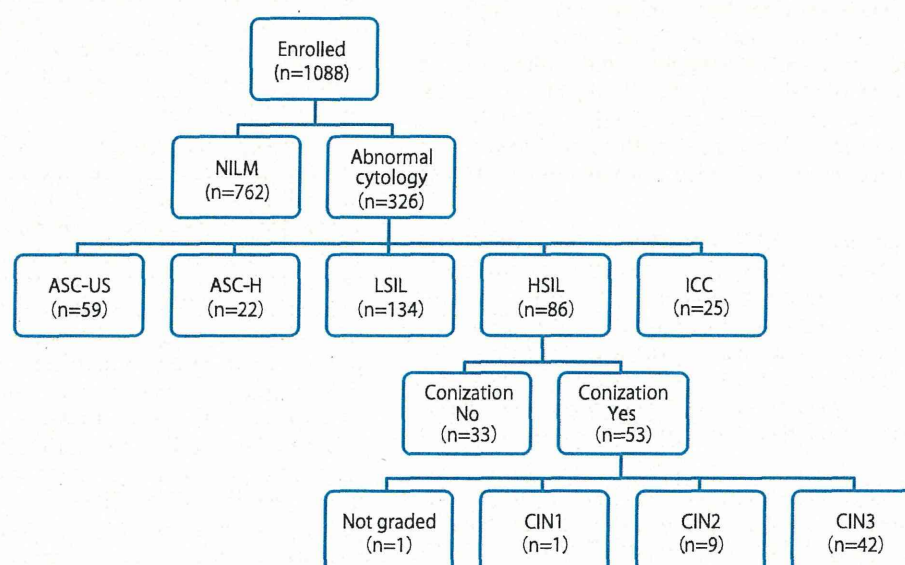 Enrolled
(n=1088)
NILM
(n=762)
Abnormal
cytology
(n=326)
ASC-US
(n=59)
ASC-H
(n=22)
LSIL
(n=134)
HSIL
(n=86)
ICC
(n=25)
Conization
No
(n=33)
Conization
Yes
(n=53)
Not graded
(n=1)
CIN1
(n=1)
CIN2
(n=9)
CIN3
(n=42)